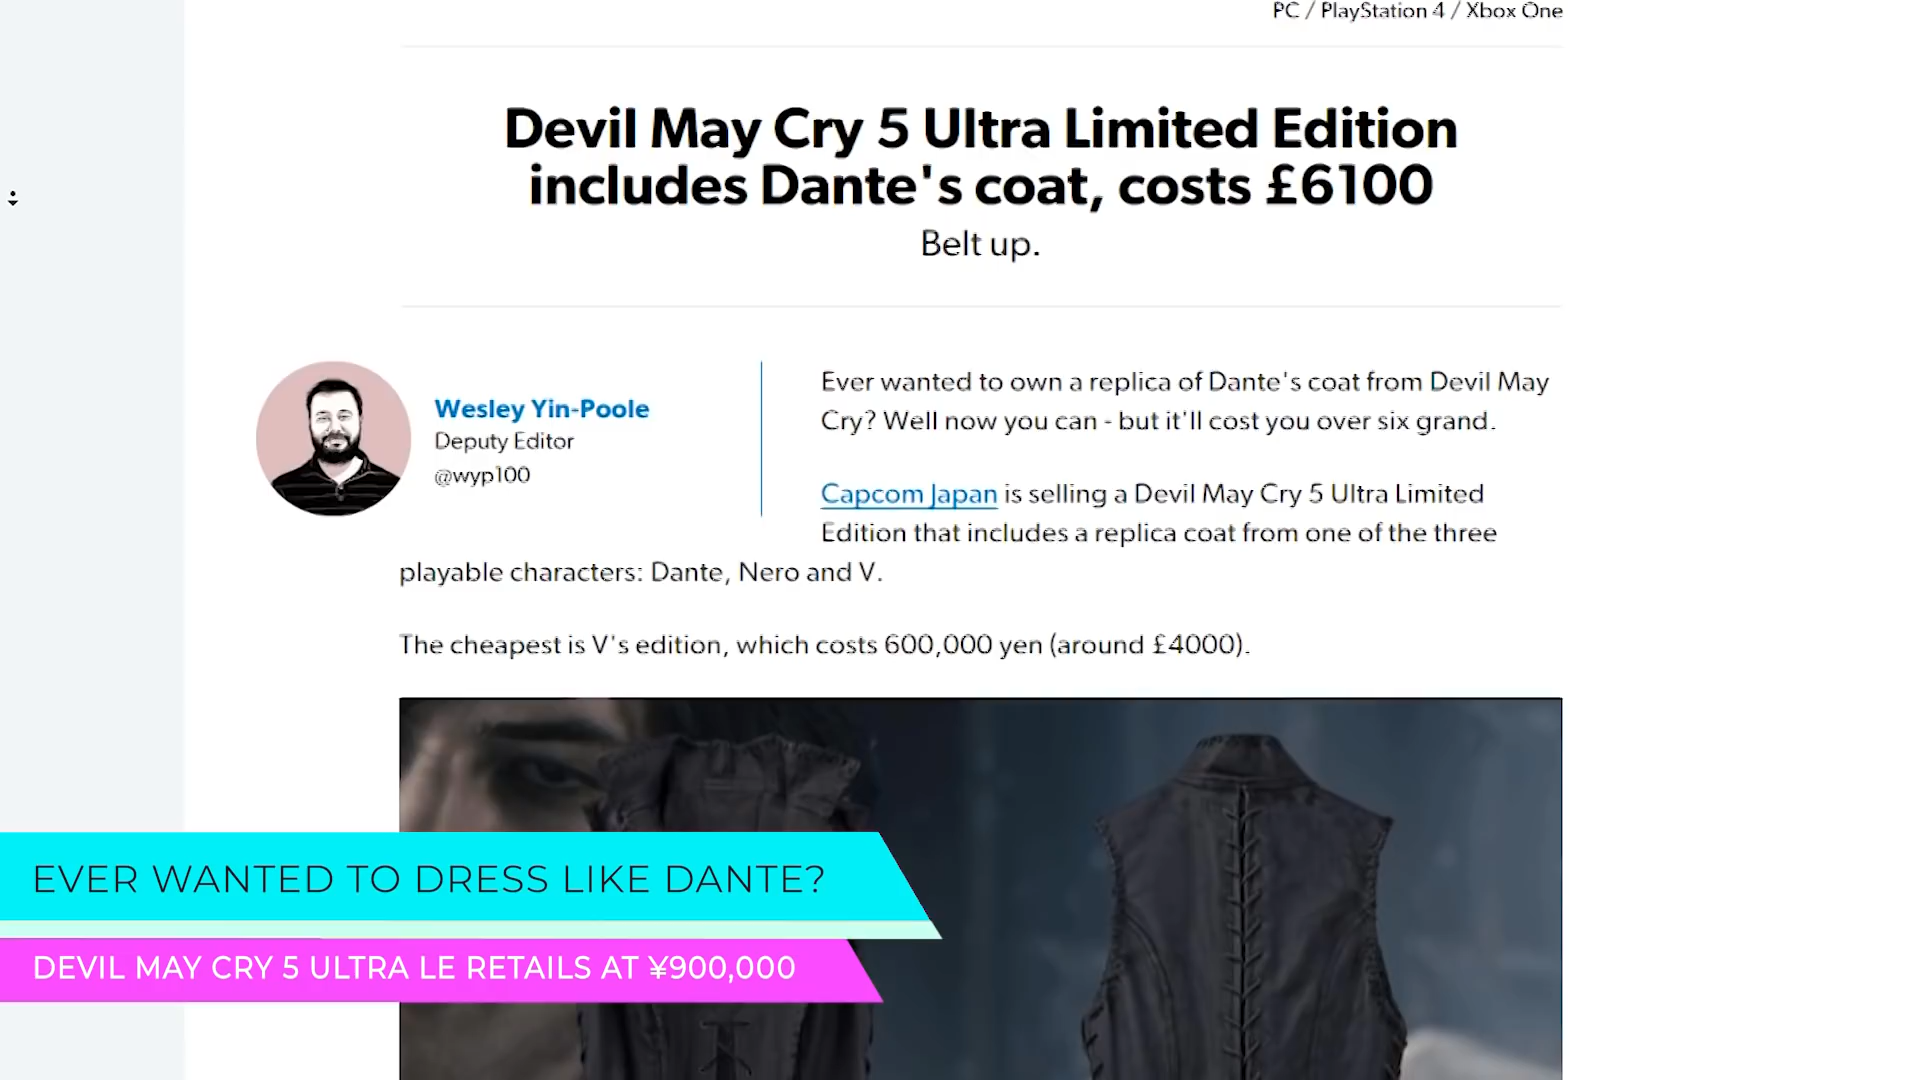 PC / PlayStation 4 / Xbox One
Devil May Cry 5 Ultra Limited Edition
includes Dante's coat, costs £6100
Belt up.
Wesley Yin-Poole
Deputy Editor
@wyp100
Ever wanted to own a replica of Dante's coat from Devil May
Cry? Well now you can - but it'll cost you over six grand.
Capcom Japan is selling a Devil May Cry 5 Ultra Limited
Edition that includes a replica coat from one of the three
playable characters: Dante, Nero and V.
The cheapest is V's edition, which costs 600,000 yen (around £4000).
EVER WANTED TO DRESS LIKE DANTE?
DEVIL MAY CRY 5 ULTRA LE RETAILS AT ¥900,000